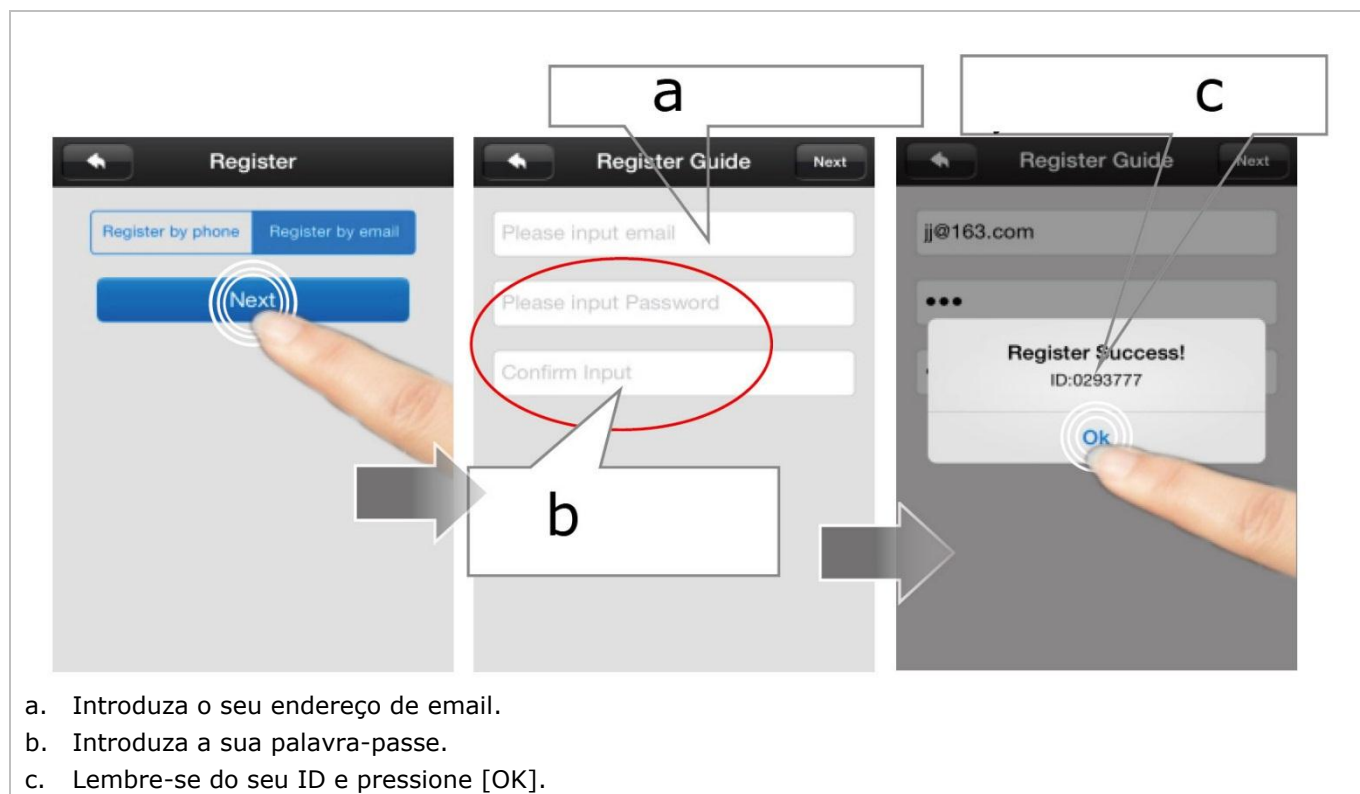 a
c
Register
Register by phone
Register by email
Next
Register Guide
Next
Please input email
Please input Password
Confirm Input
b
Register Guide
Next
jj@163.com
•••
Register Success!
ID:0293777
Ok
a. Introduza o seu endereço de email.
b. Introduza a sua palavra-passe.
c. Lembre-se do seu ID e pressione [OK].